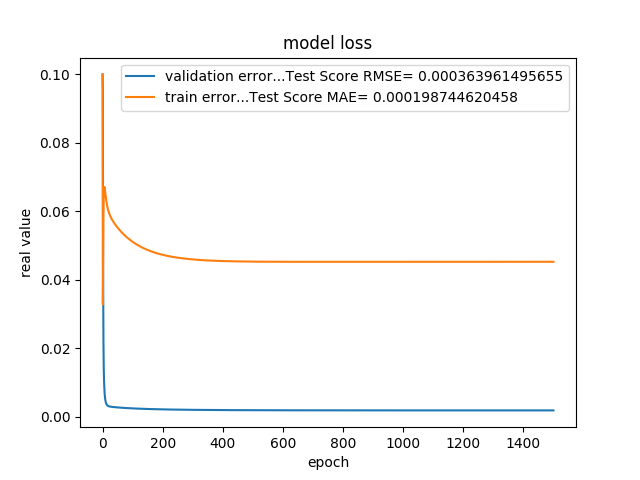 model loss
validation error...Test Score RMSE= 0.000363961495655
train error...Test Score MAE= 0.000198744620458
0.10
0.08
0.06
0.04
0.02
0.00
real value
0 200 400 600 800 1000 1200 1400
epoch